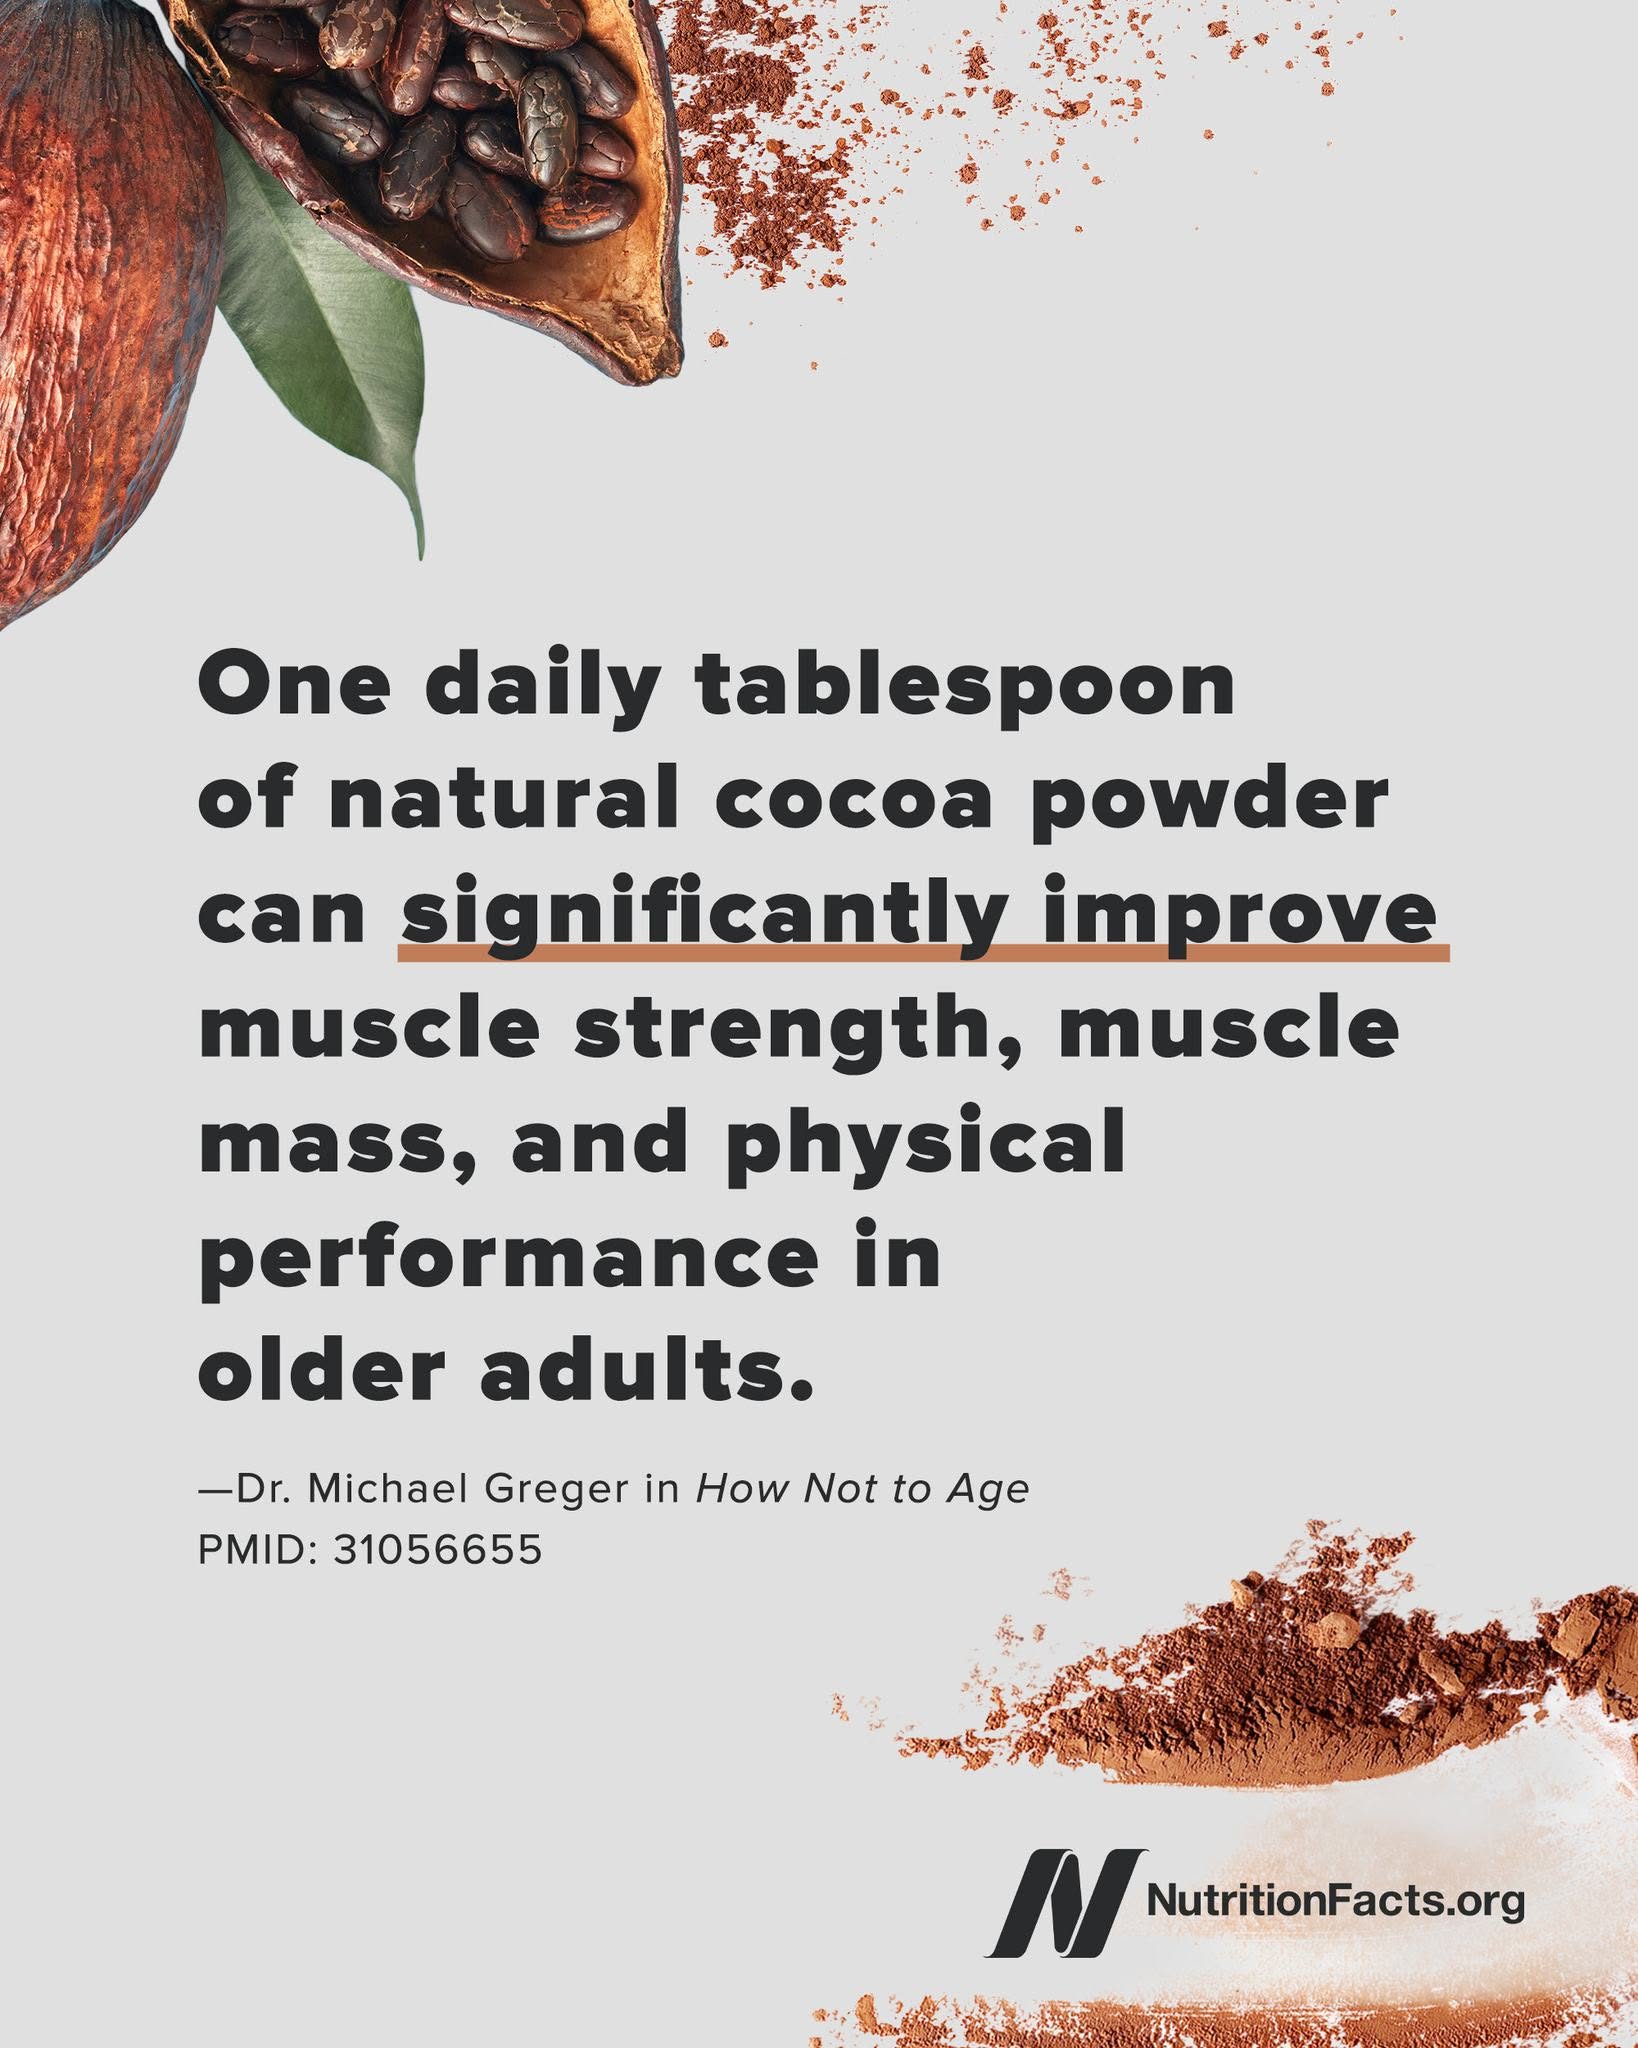 One daily tablespoon
of natural cocoa powder
can significantly improve
muscle strength, muscle
mass, and physical
performance in
older adults.
—Dr. Michael Greger in How Not to Age
PMID: 31056655
NutritionFacts.org